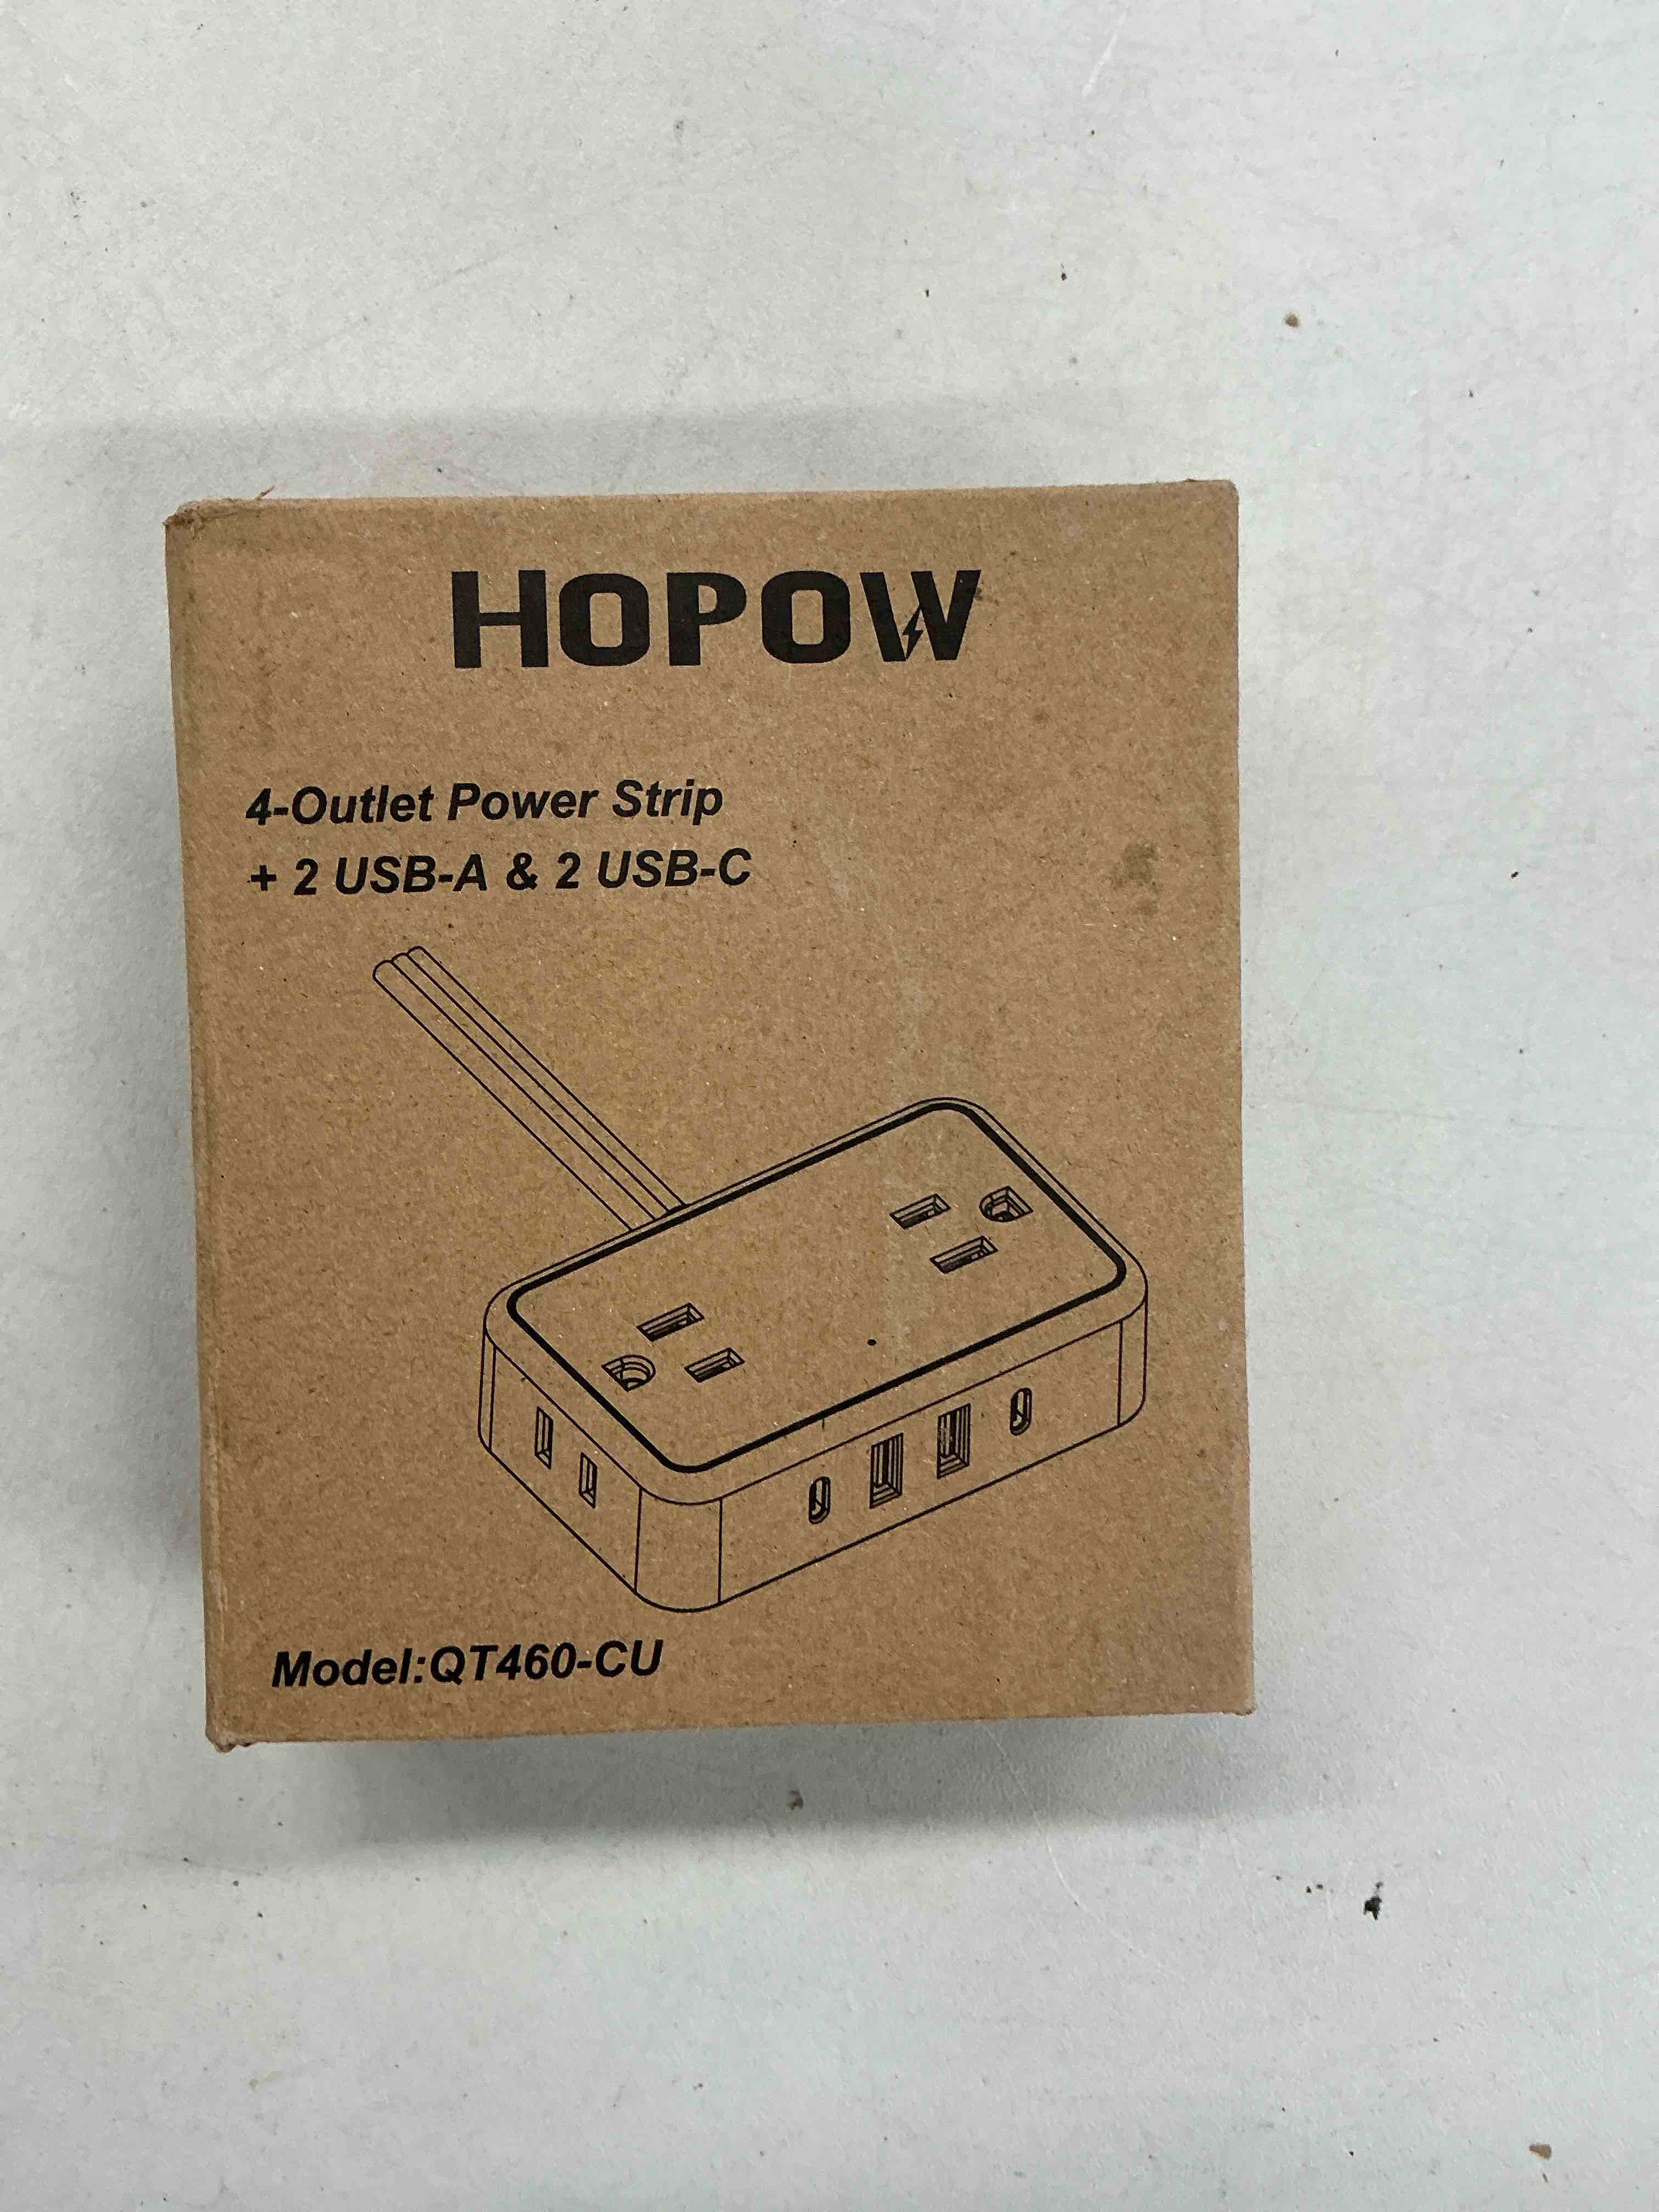 HOPOW
4-Outlet Power Strip
+ 2 USB-A & 2 USB-C
Model:QT460-CU